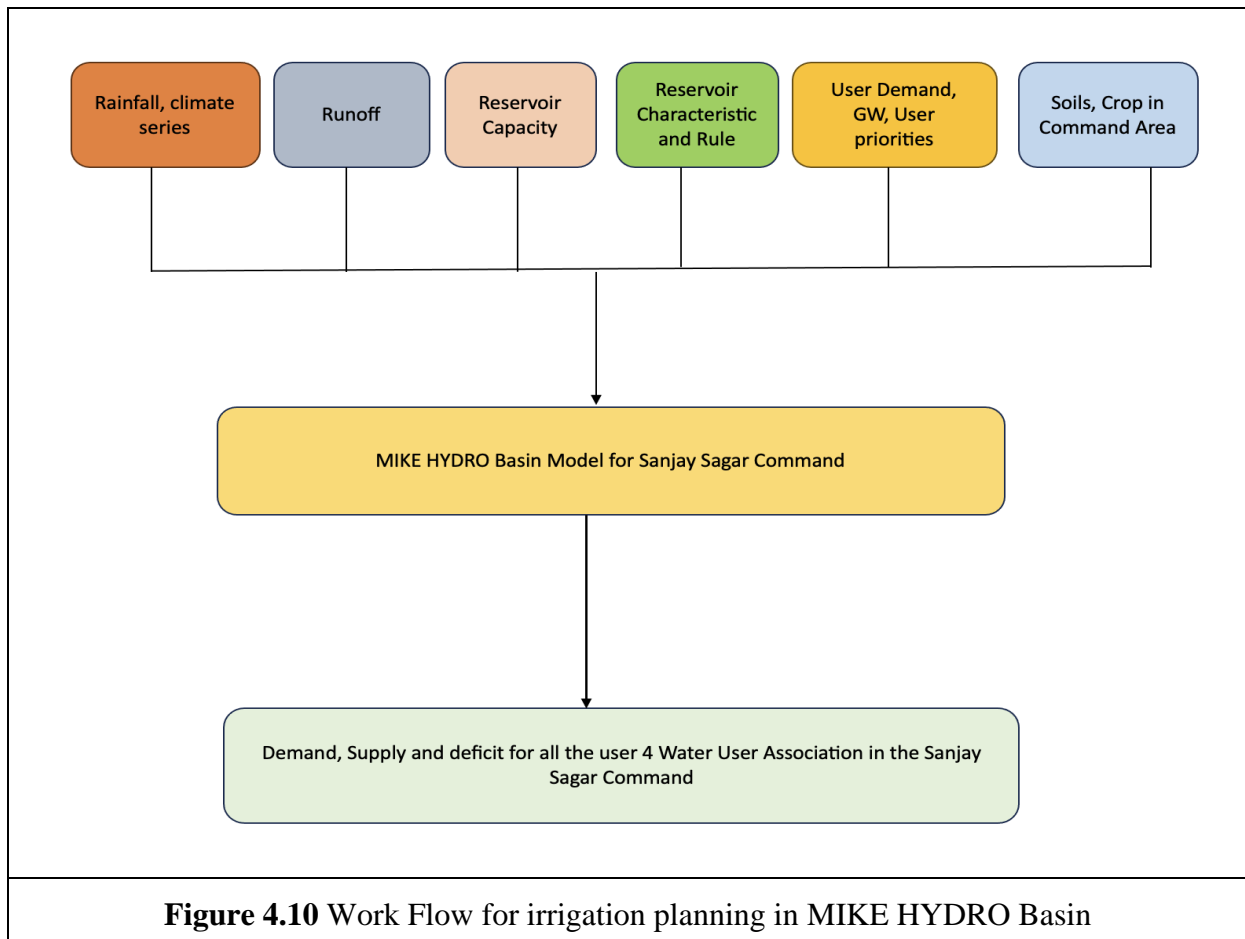 Rainfall, climate
series
Runoff
Reservoir
Capacity
Reservoir
Characteristic
and Rule
User Demand,
GW, User
priorities
Soils, Crop in
Command Area
MIKE HYDRO Basin Model for Sanjay Sagar Command
Demand, Supply and deficit for all the user 4 Water User Association in the Sanjay
Sagar Command
Figure 4.10 Work Flow for irrigation planning in MIKE HYDRO Basin